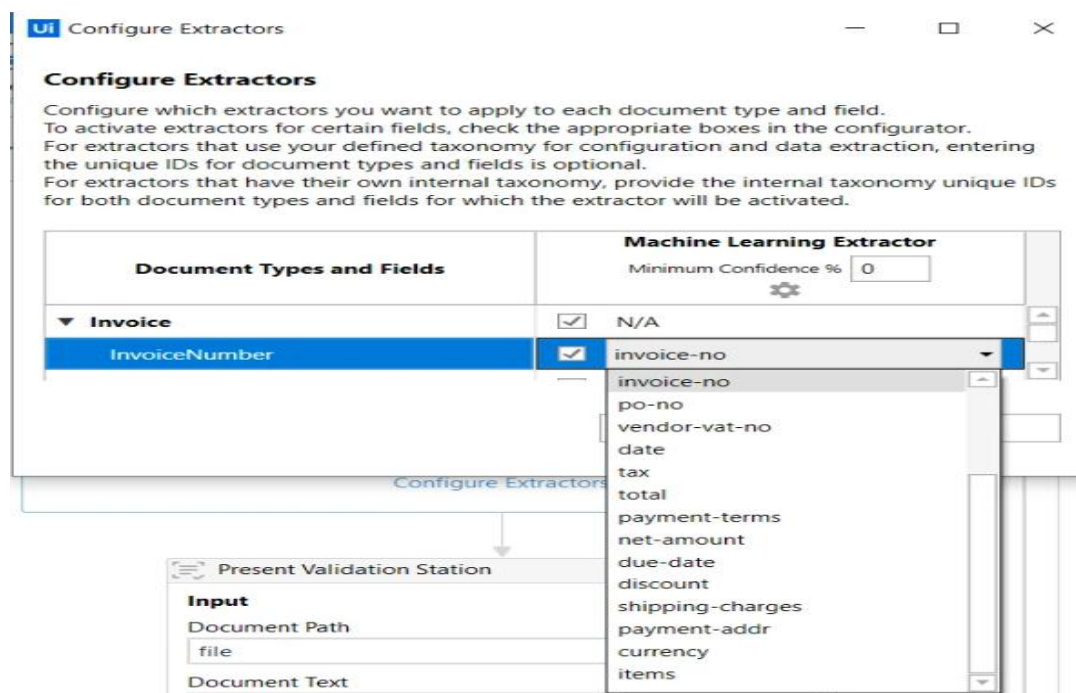 Ui Configure Extractors
Configure Extractors
Configure which extractors you want to apply to each document type and field.
To activate extractors for certain fields, check the appropriate boxes in the configurator.
For extractors that use your defined taxonomy for configuration and data extraction, entering
the unique IDs for document types and fields is optional.
For extractors that have their own internal taxonomy, provide the internal taxonomy unique IDs
for both document types and fields for which the extractor will be activated.
Document Types and Fields
Machine Learning Extractor
Minimum Confidence % 0
Invoice N/A
InvoiceNumber invoice-no
invoice-no
po-no
vendor-vat-no
date
tax
total
payment-terms
net-amount
due-date
discount
shipping-charges
payment-addr
currency
items
Configure Extractors
Present Validation Station
Input
Document Path
file
Document Text